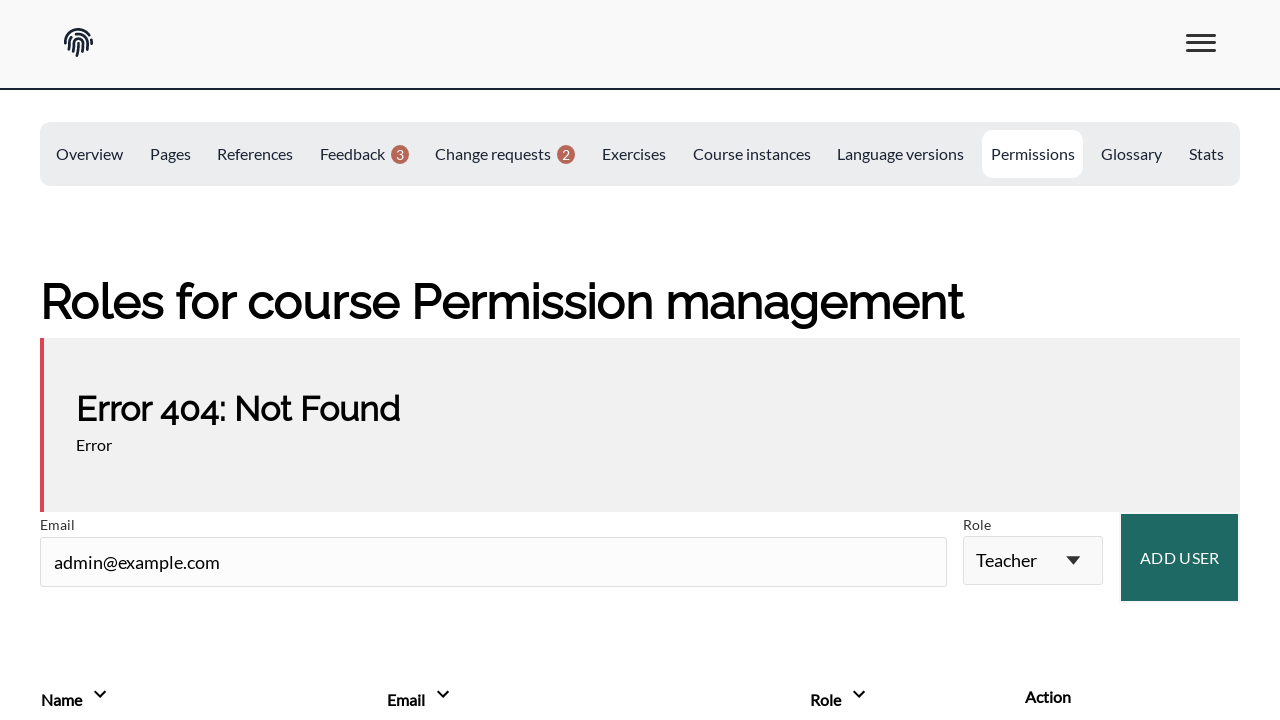 Overview Pages References Feedback 3 Change requests 2 Exercises Course instances Language versions Permissions Glossary Stats
Roles for course Permission management
Error 404: Not Found
Error
Email Role
admin@example.com Teacher ADD USER
Name Email Role Action